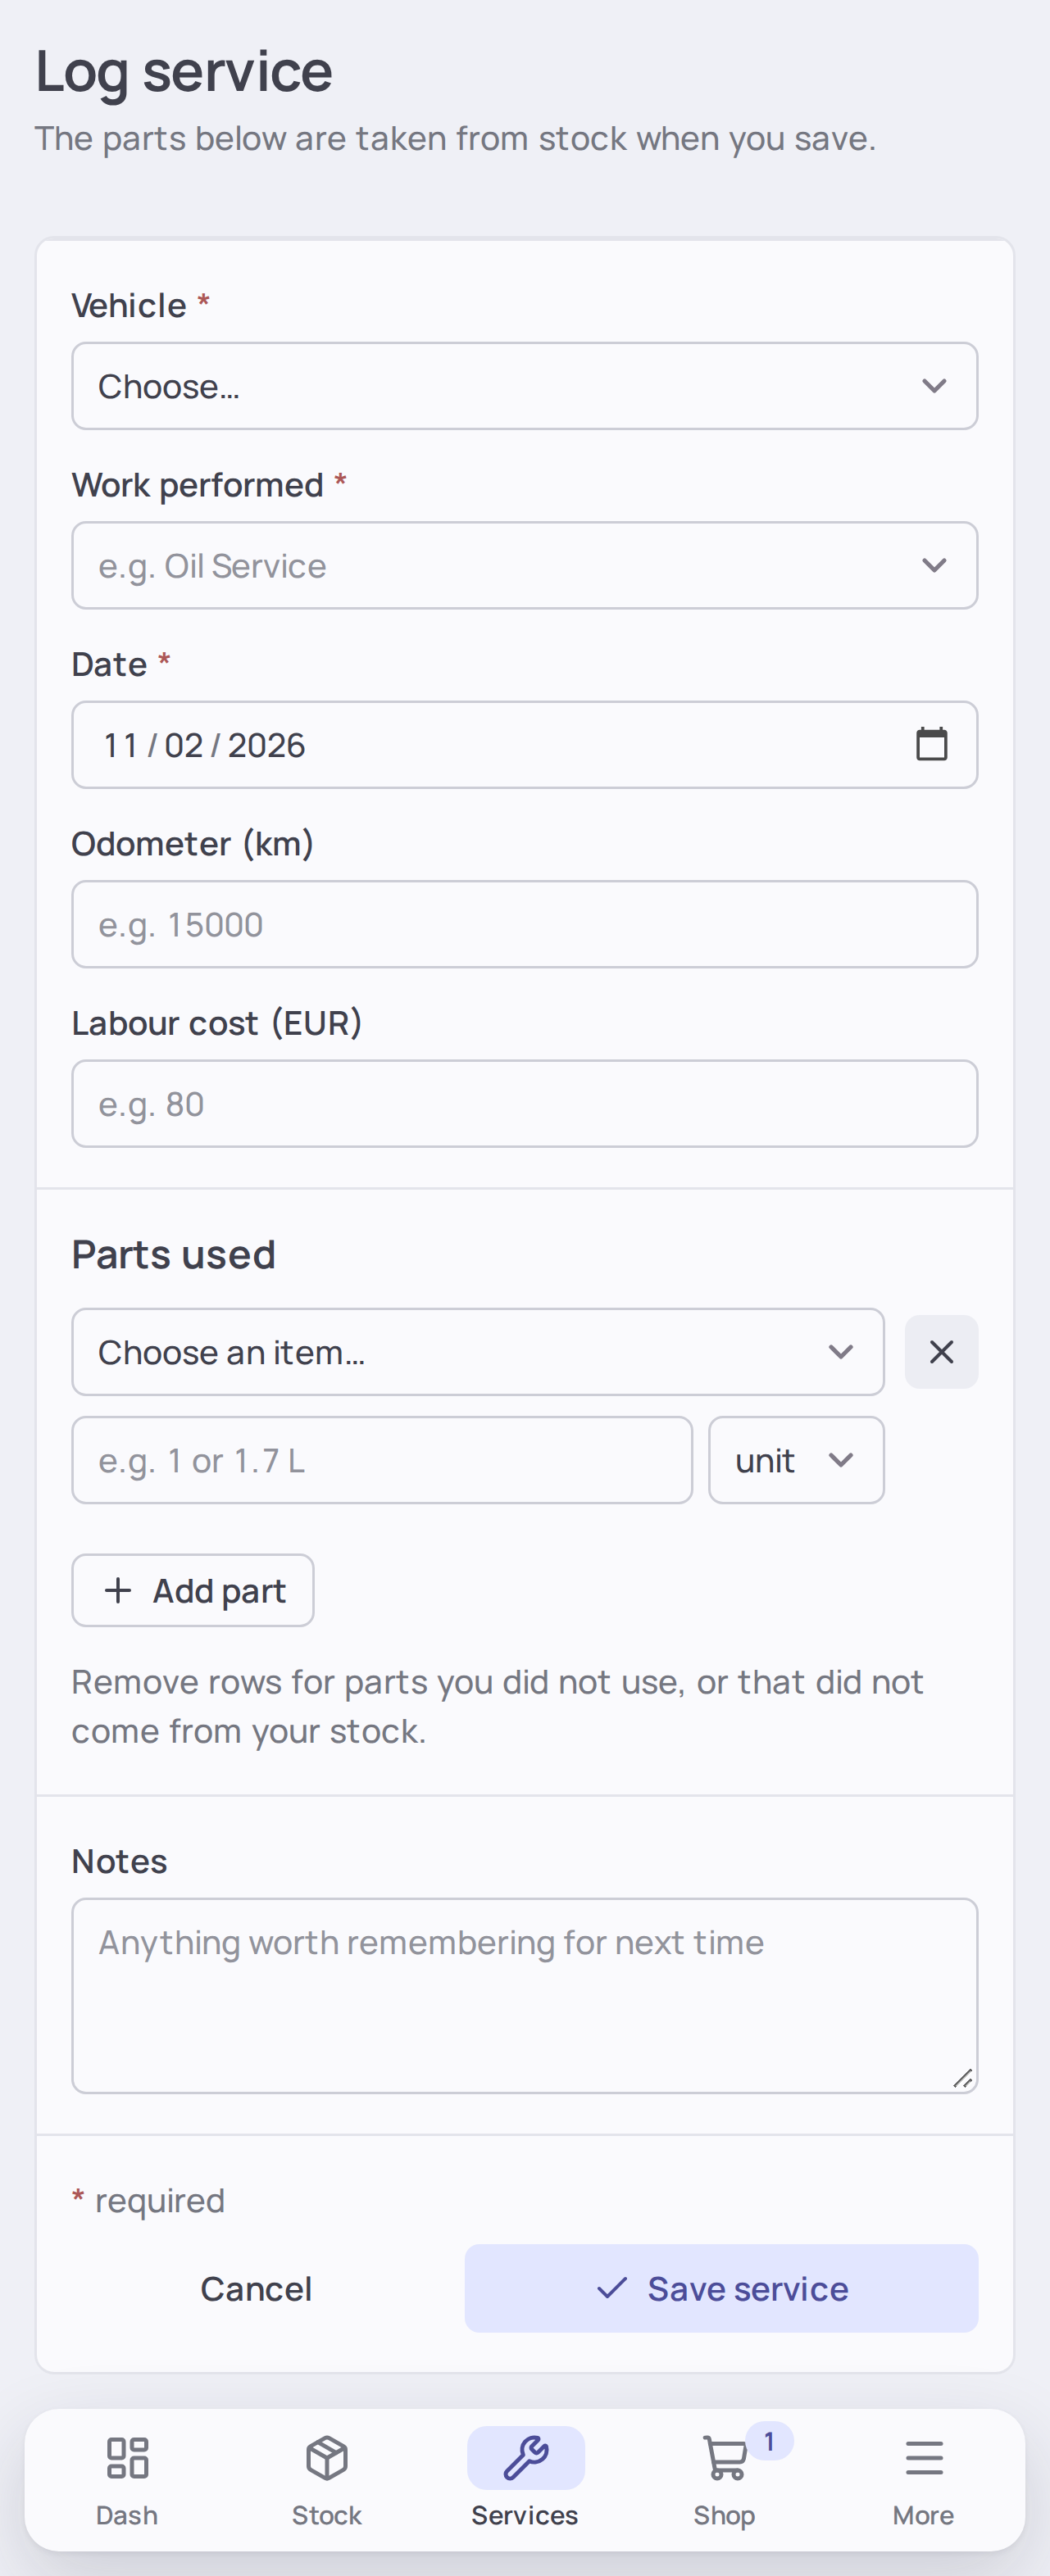 Log service
The parts below are taken from stock when you save.
Vehicle *
Choose...
Work performed *
e.g. Oil Service
Date *
11 / 02 / 2026
Odometer (km)
e.g. 15000
Labour cost (EUR)
e.g. 80
Parts used
Choose an item...
e.g. 1 or 1.7 L
unit
Add part
Remove rows for parts you did not use, or that did not
come from your stock.
Notes
Anything worth remembering for next time
* required
Cancel
Save service
1
Dash
Stock
Services
Shop
More